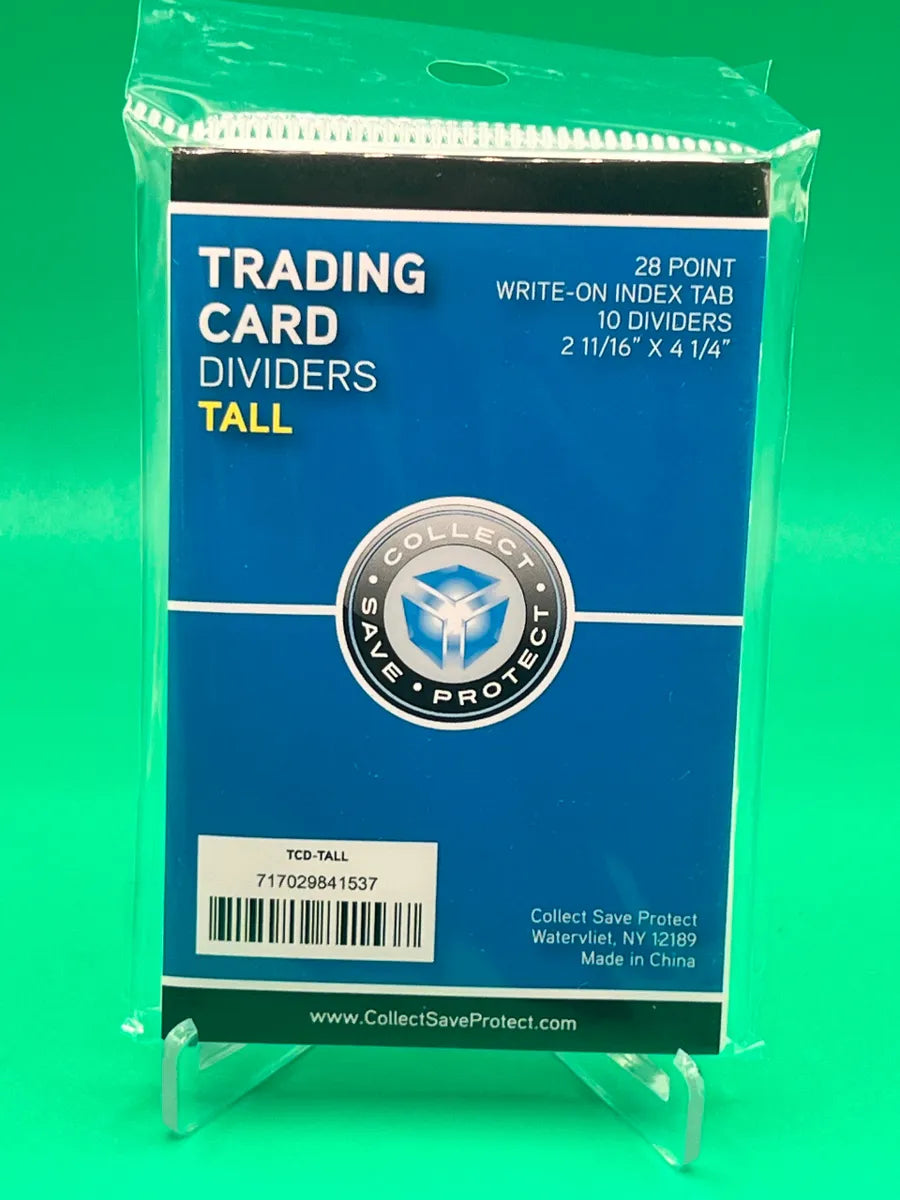 TRADING
CARD
DIVIDERS
TALL
28 POINT
WRITE-ON INDEX TAB
10 DIVIDERS
2 11/16” X 4 1/4”
COLLECT • SAVE • PROTECT •
TCD-TALL
717029841537
Collect Save Protect
Watervliet, NY 12189
Made in China
www.CollectSaveProtect.com